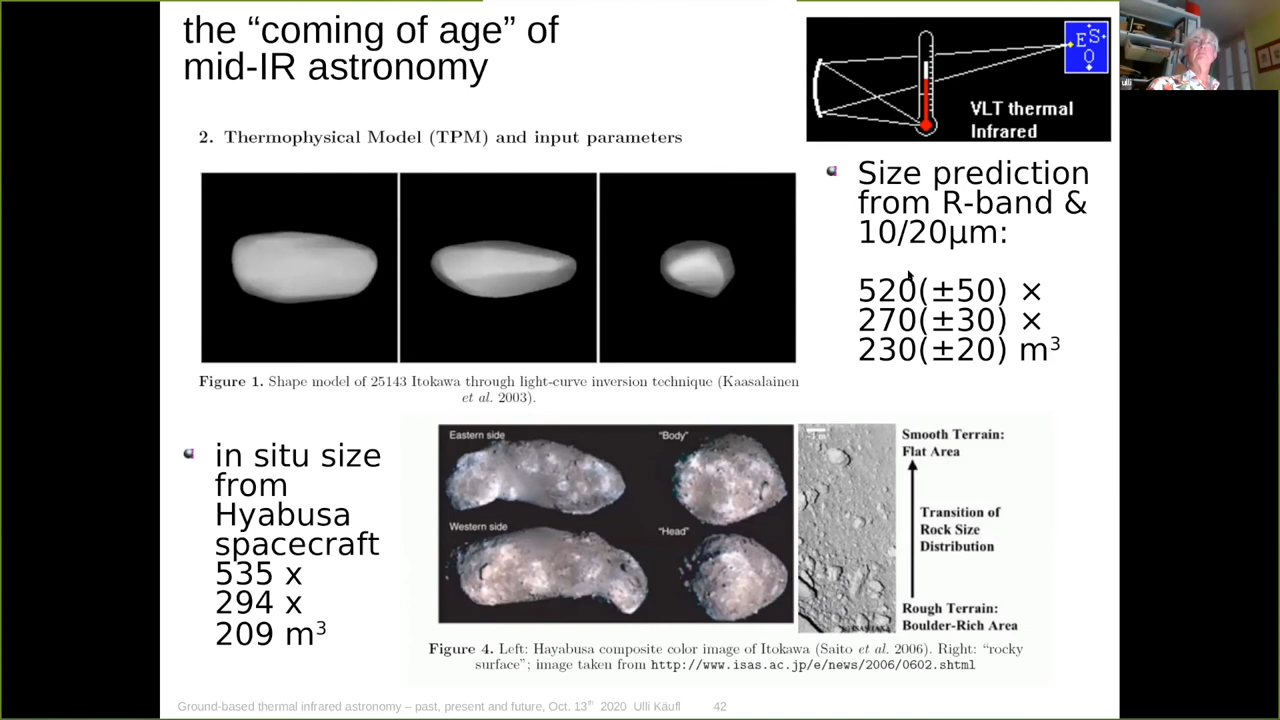 the “coming of age” of
mid-IR astronomy
E S
O
VLT thermal
Infrared
ulli
2. Thermophysical Model (TPM) and input parameters
Size prediction
from R-band &
10/20µm:
520(±50) ×
270(±30) ×
230(±20) m³
Figure 1. Shape model of 25143 Itokawa through light-curve inversion technique (Kaasalainen
et al. 2003).
in situ size
from
Hyabusa
spacecraft
535 x
294 x
209 m³
Eastern side
“Body”
Western side
“Head”
Smooth Terrain:
Flat Area
Transition of
Rock Size
Distribution
Rough Terrain:
Boulder-Rich Area
Figure 4. Left: Hayabusa composite color image of Itokawa (Saito et al. 2006). Right: “rocky
surface”; image taken from http://www.isas.ac.jp/e/news/2006/0602.shtml
Ground-based thermal infrared astronomy – past, present and future, Oct. 13th 2020 Ulli Käufl 42